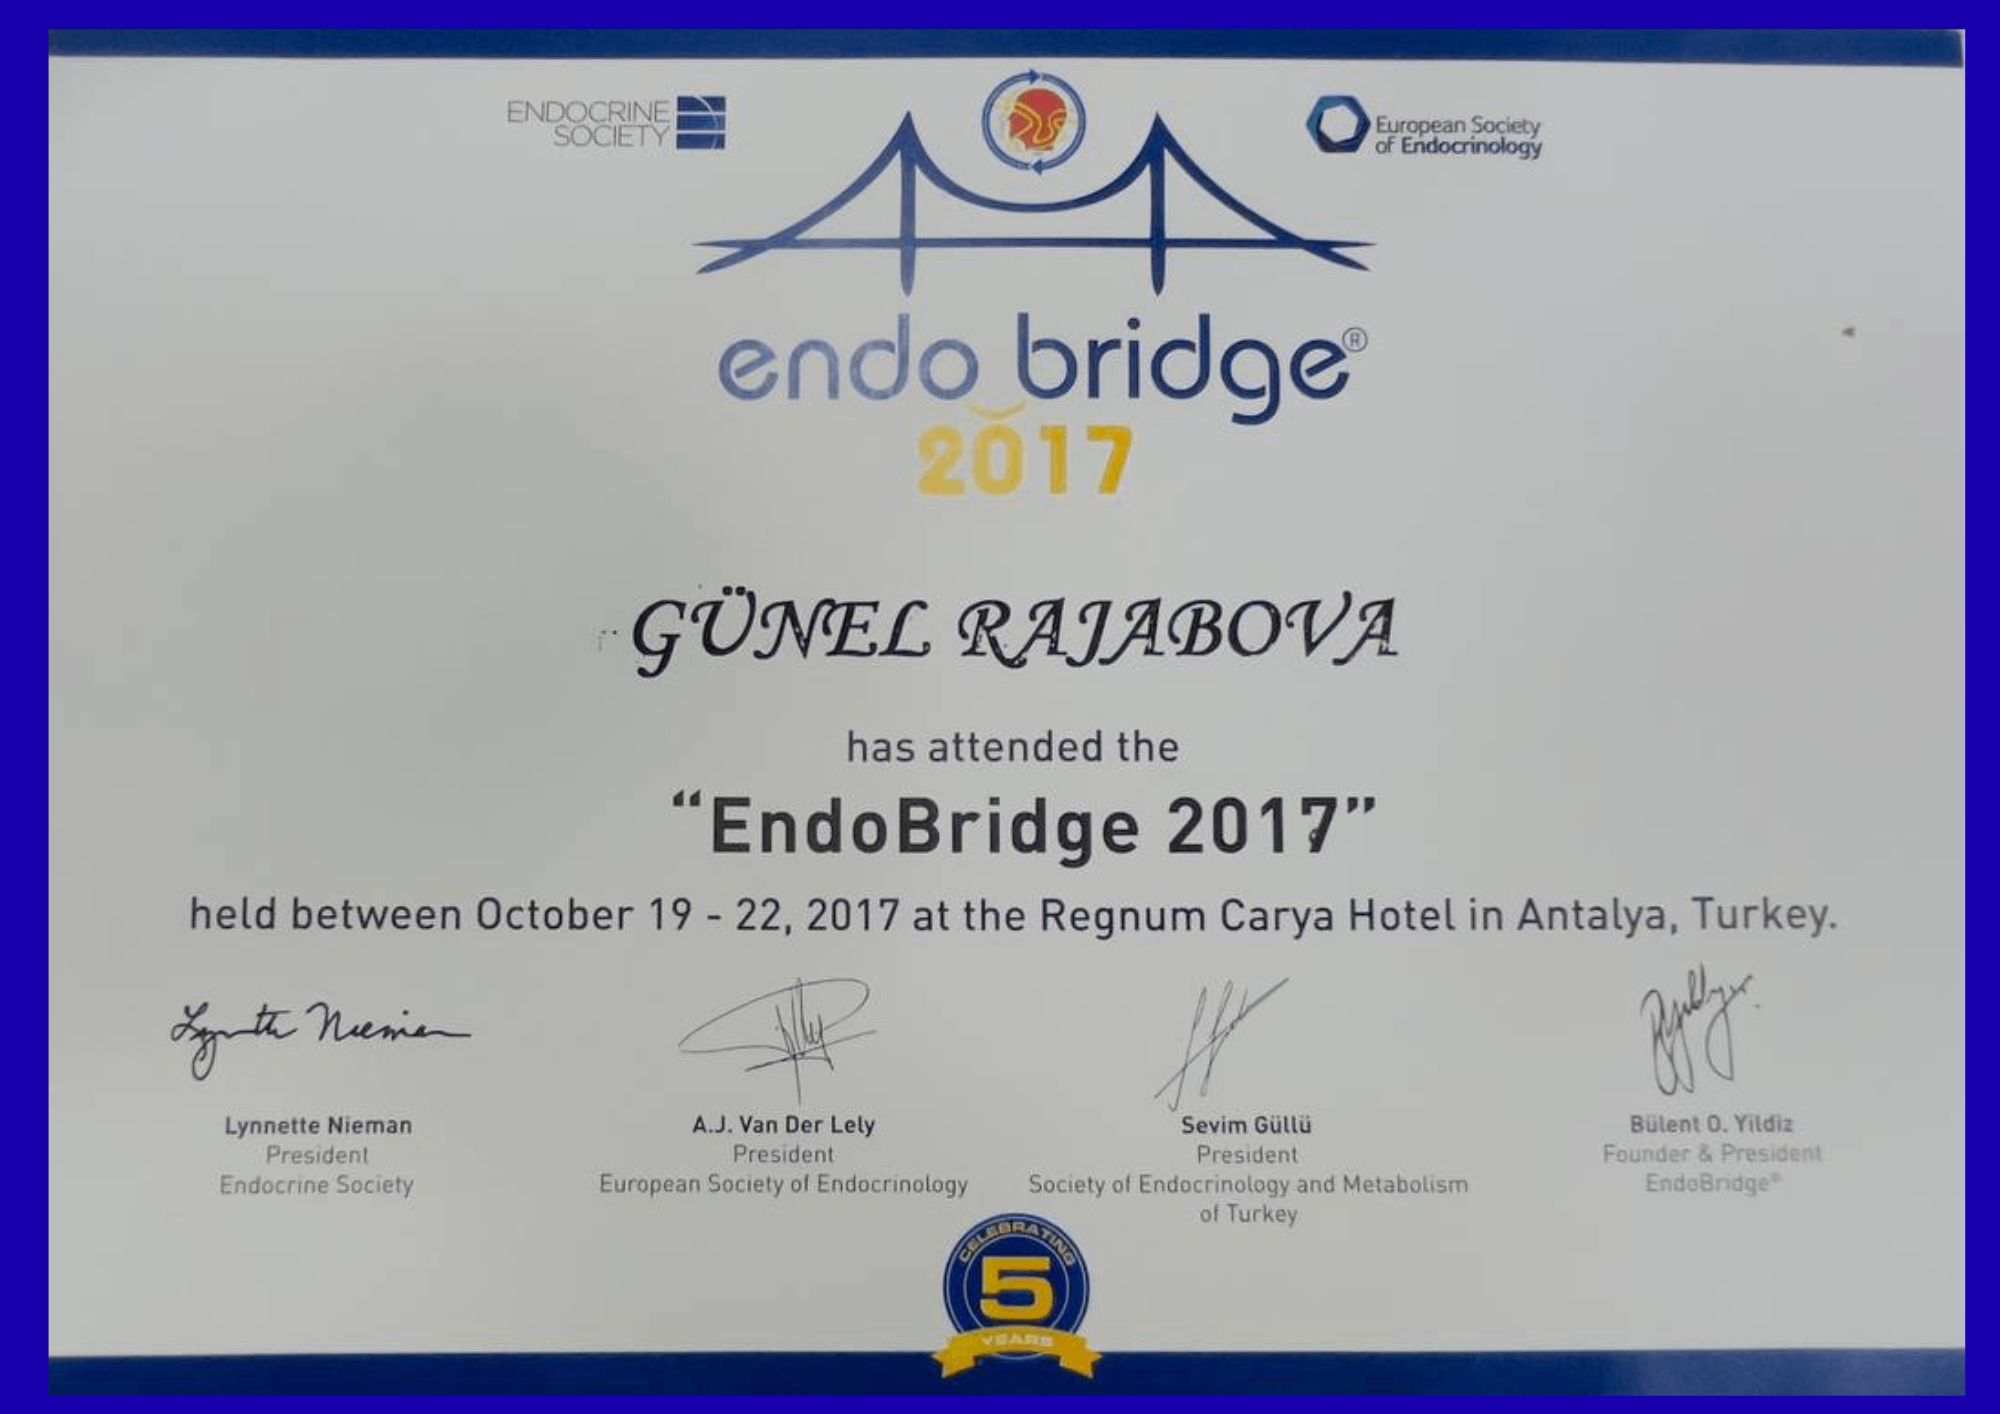 ENDOCRINE
SOCIETY
European Society
of Endocrinology
endo bridge®
2017
GÜNEL RAJABOVA
has attended the
“EndoBridge 2017”
held between October 19 - 22, 2017 at the Regnum Carya Hotel in Antalya, Turkey.
Lynnette Nieman
President
Endocrine Society
A.J. Van Der Lely
President
European Society of Endocrinology
Sevim Güllü
President
Society of Endocrinology and Metabolism
of Turkey
Bülent O. Yildiz
Founder & President
EndoBridge®
CELEBRATING
5
YEARS